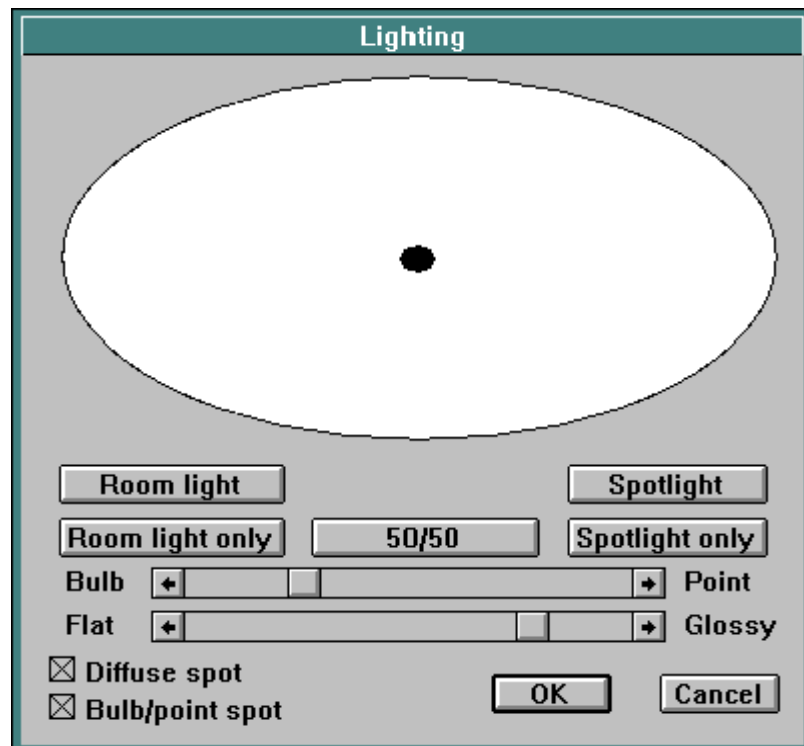 Lighting
Room light Spotlight
Room light only 50/50 Spotlight only
Bulb Point
Flat Glossy
Diffuse spot
Bulb/point spot
OK Cancel